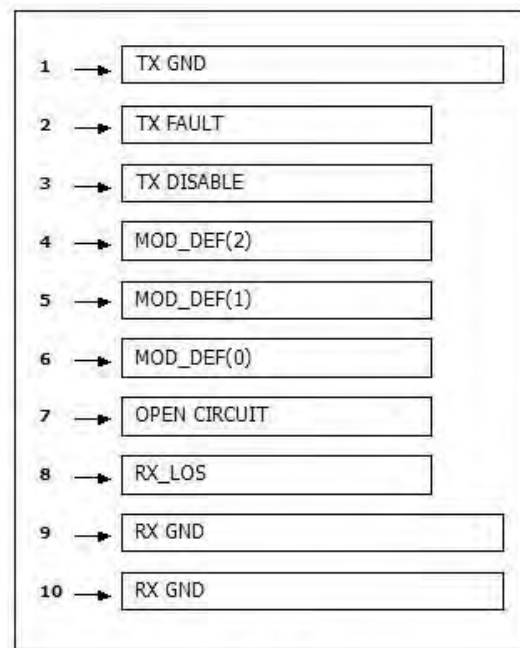 1 TX GND
2 TX FAULT
3 TX DISABLE
4 MOD_DEF(2)
5 MOD_DEF(1)
6 MOD_DEF(0)
7 OPEN CIRCUIT
8 RX_LOS
9 RX GND
10 RX GND